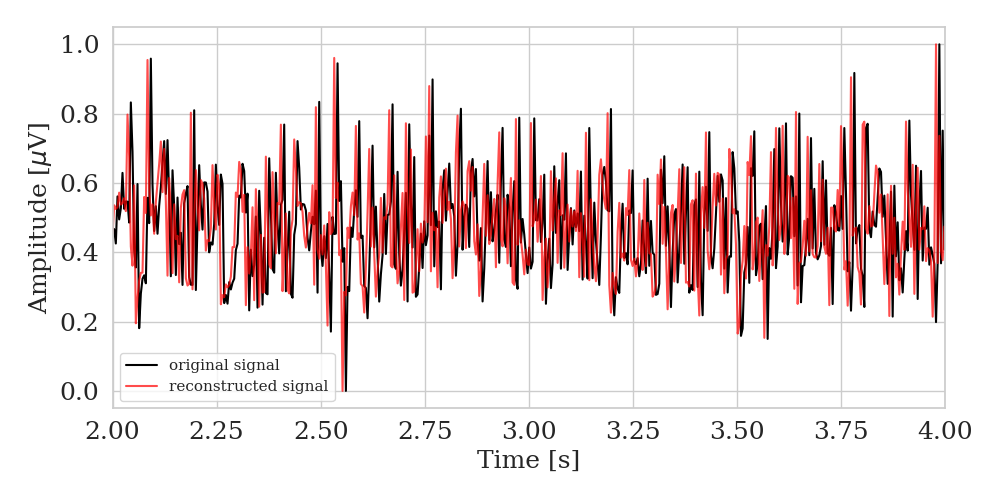 1.0
0.8
0.6
0.4
0.2
0.0
Amplitude [μV]
original signal
reconstructed signal
2.00 2.25 2.50 2.75 3.00 3.25 3.50 3.75 4.00
Time [s]